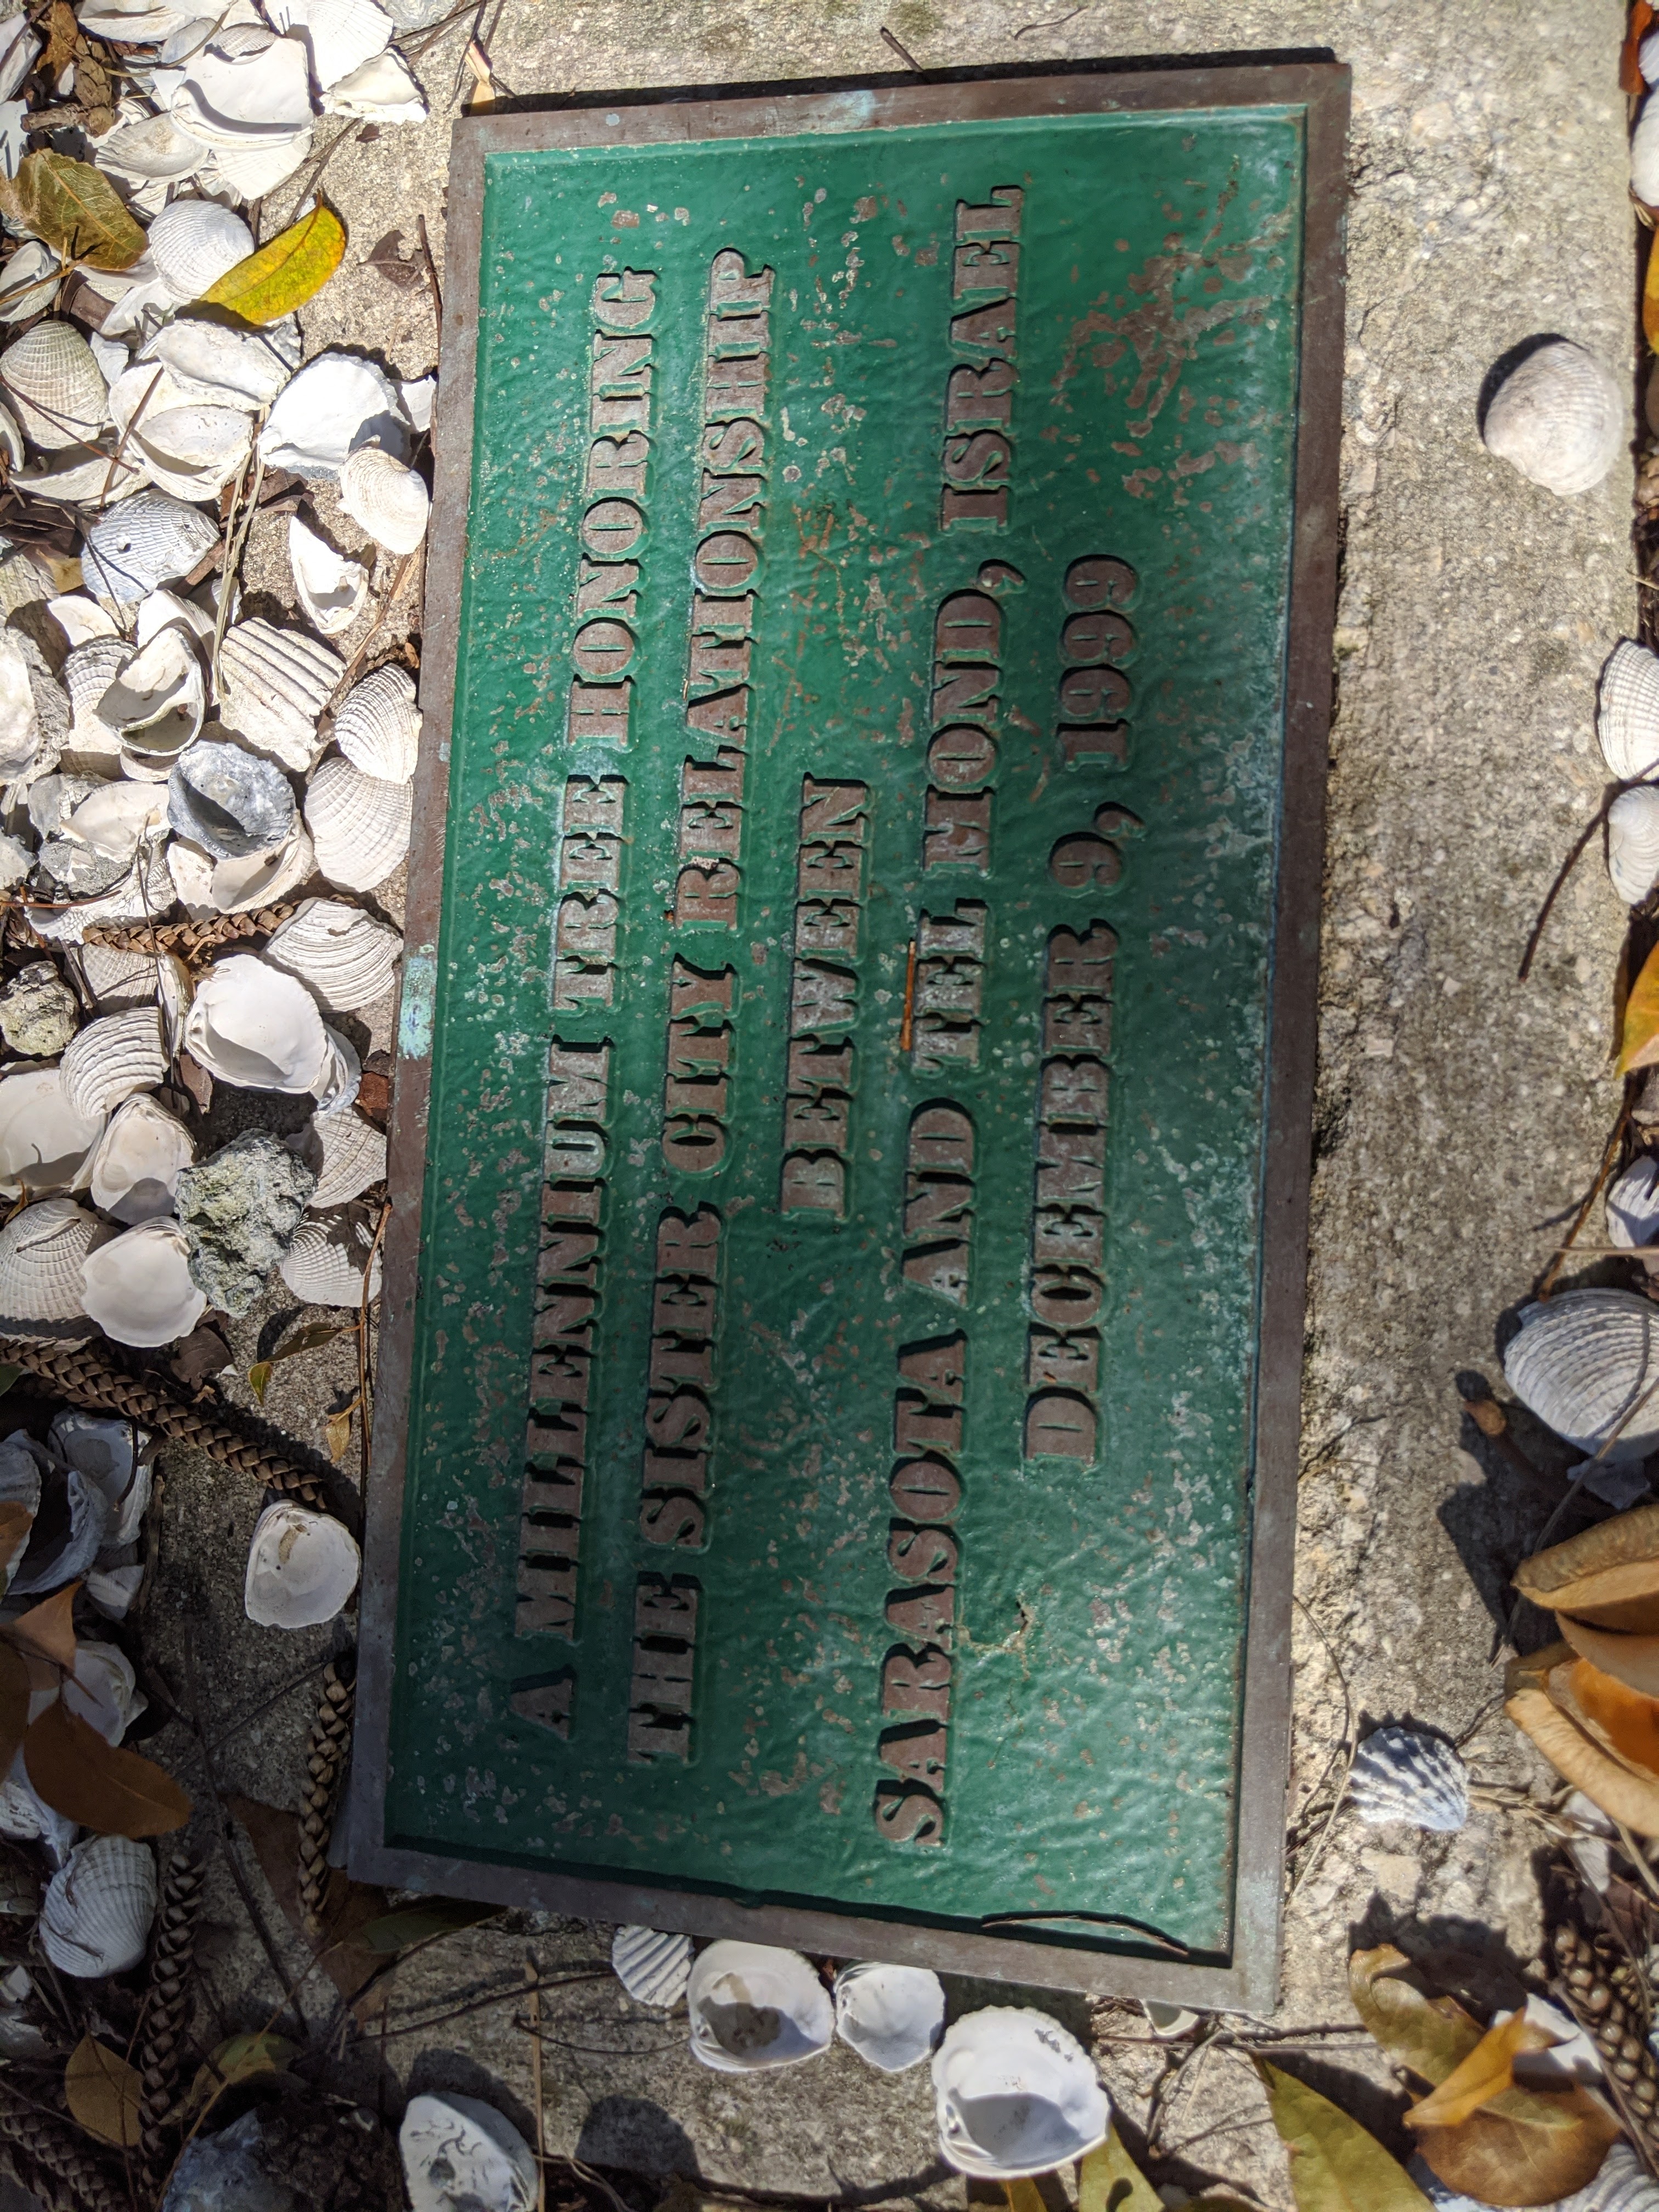 A MILLENNIUM TREE HONORING
THE SISTER CITY RELATIONSHIP
BETWEEN
SARASOTA AND TEL MOND, ISRAEL
DECEMBER 9, 1999